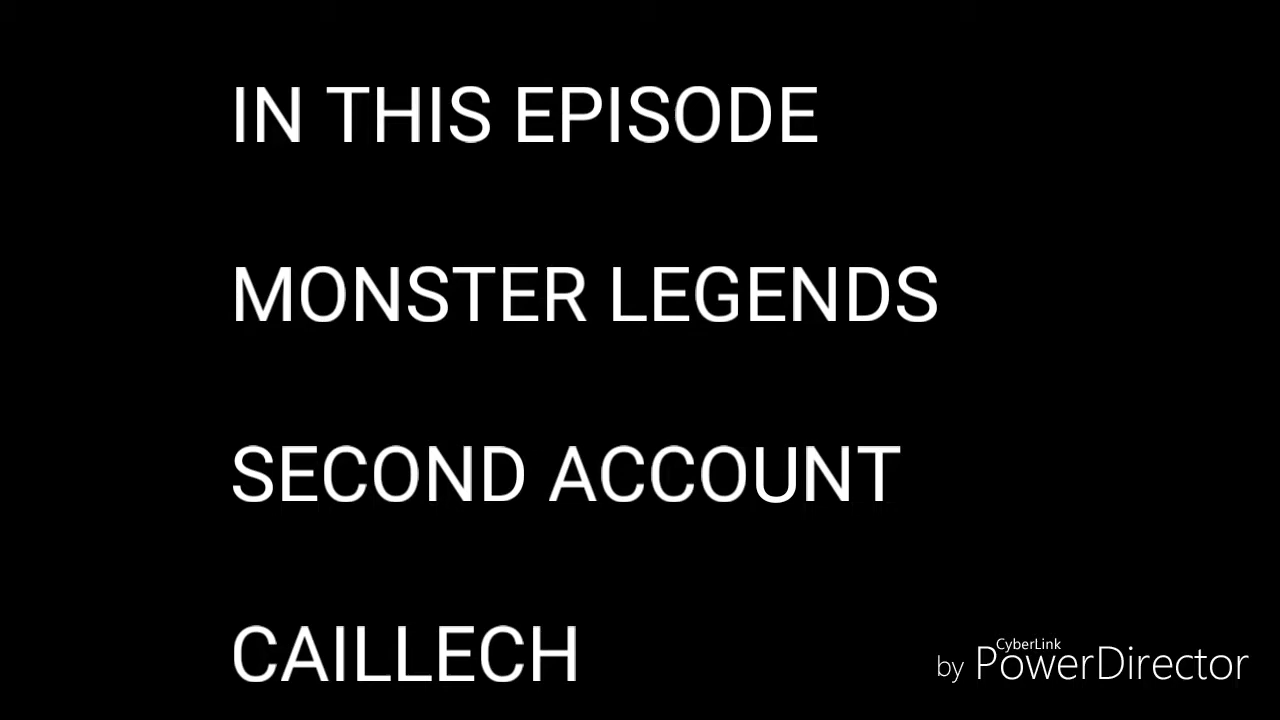 IN THIS EPISODE
MONSTER LEGENDS
SECOND ACCOUNT
CAILLECH
by CyberLink PowerDirector